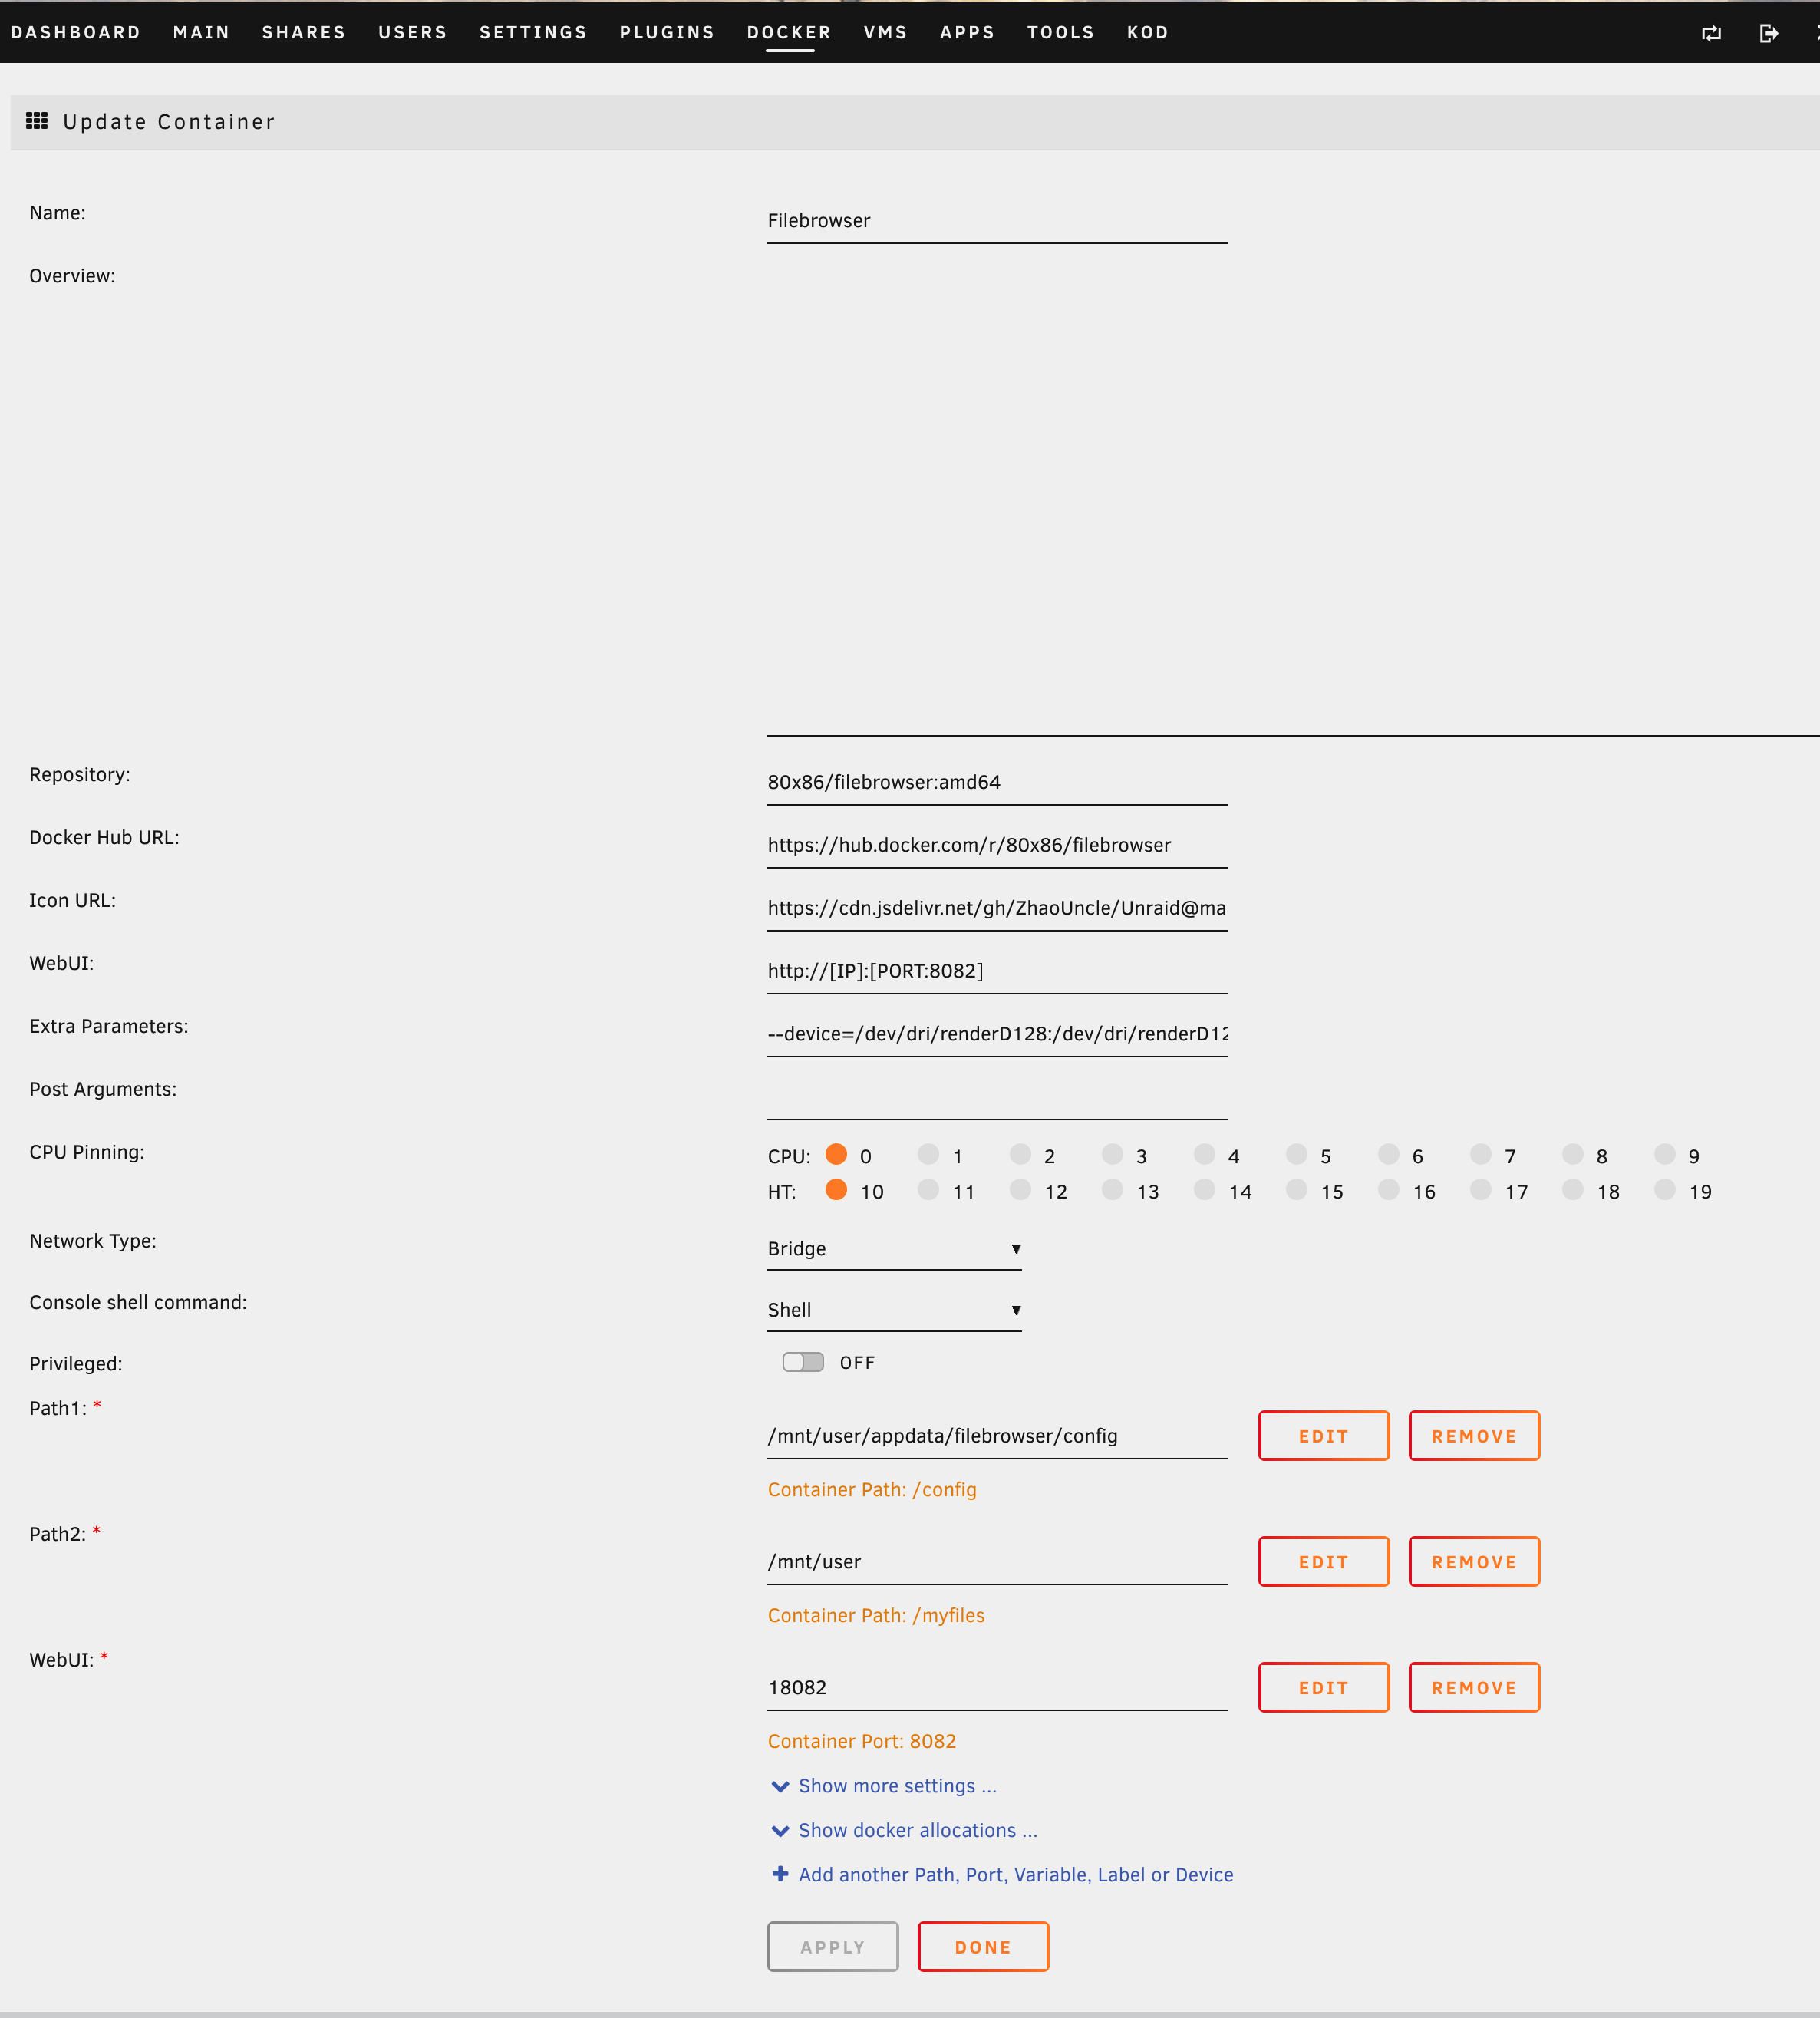 DASHBOARD MAIN SHARES USERS SETTINGS PLUGINS DOCKER VMS APPS TOOLS KOD
Update Container
Name: Filebrowser
Overview:
Repository: 80x86/filebrowser:amd64
Docker Hub URL: https://hub.docker.com/r/80x86/filebrowser
Icon URL: https://cdn.jsdelivr.net/gh/ZhaoUncle/Unraid@ma
WebUI: http://[IP]:[PORT:8082]
Extra Parameters: --device=/dev/dri/renderD128:/dev/dri/renderD12
Post Arguments:
CPU Pinning: CPU: 0 1 2 3 4 5 6 7 8 9
HT: 10 11 12 13 14 15 16 17 18 19
Network Type: Bridge
Console shell command: Shell
Privileged: OFF
Path1: *
/mnt/user/appdata/filebrowser/config EDIT REMOVE
Container Path: /config
Path2: *
/mnt/user EDIT REMOVE
Container Path: /myfiles
WebUI: *
18082 EDIT REMOVE
Container Port: 8082
Show more settings ...
Show docker allocations ...
Add another Path, Port, Variable, Label or Device
APPLY DONE